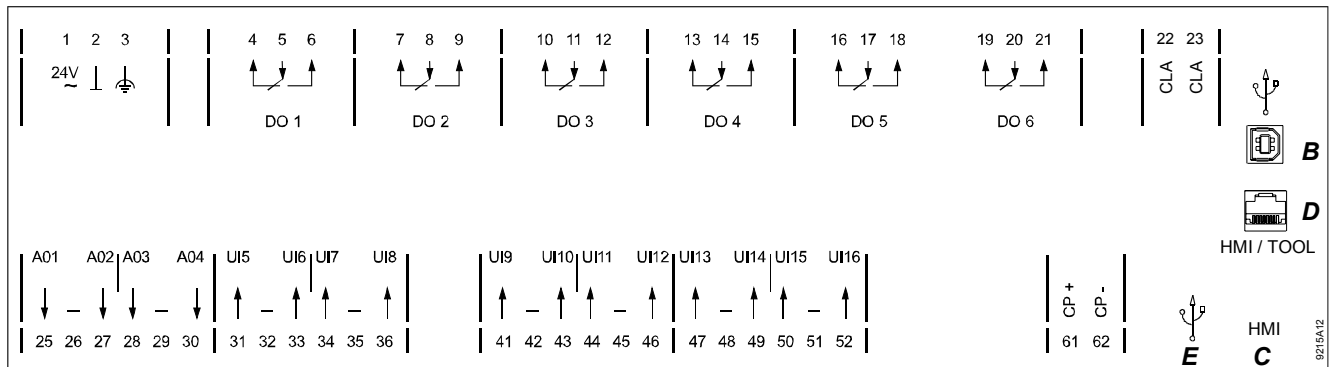 1 2 3 4 5 6 7 8 9 10 11 12 13 14 15 16 17 18 19 20 21 22 23
24V ~ CLA CLA
DO 1 DO 2 DO 3 DO 4 DO 5 DO 6
B
D
HMI / TOOL
A01 A02 A03 A04 UI5 UI6 UI7 UI8 UI9 UI10 UI11 UI12 UI13 UI14 UI15 UI16
– – – – – – – – CP + CP -
25 26 27 28 29 30 31 32 33 34 35 36 41 42 43 44 45 46 47 48 49 50 51 52 61 62
HMI
E C
9215A12